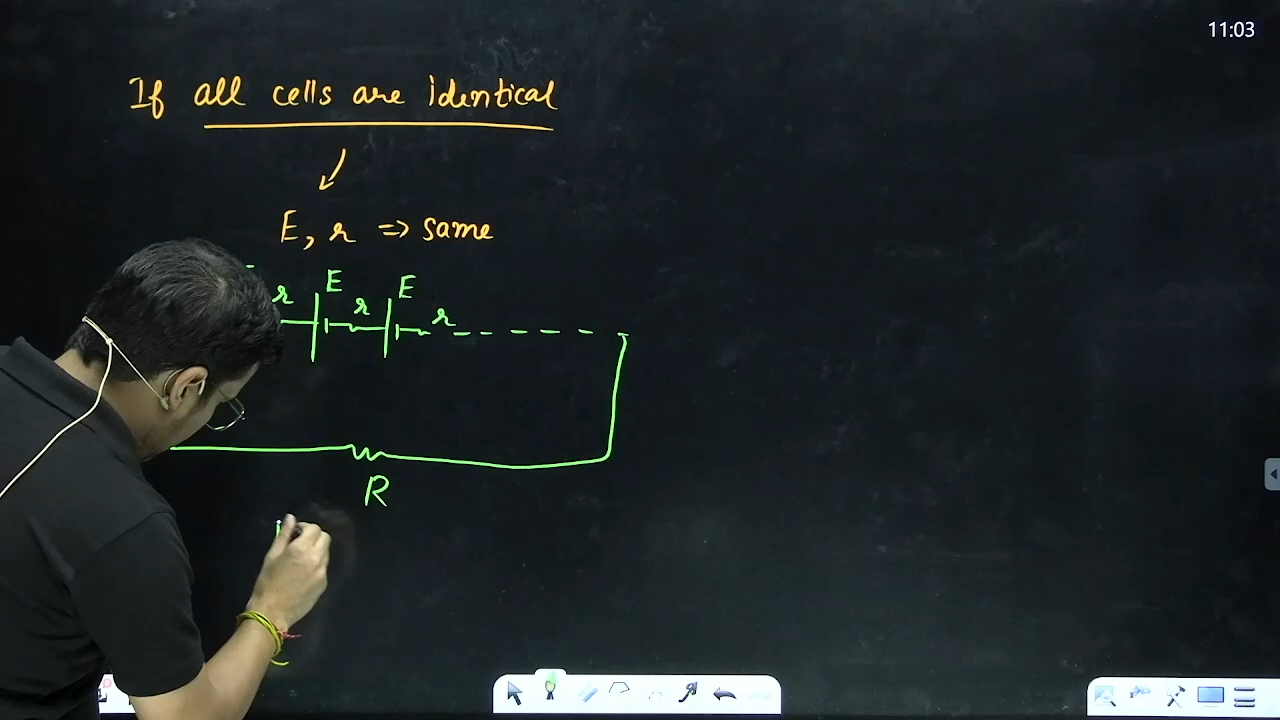 11:03
If all cells are identical
E, r => same
r E r E r
R